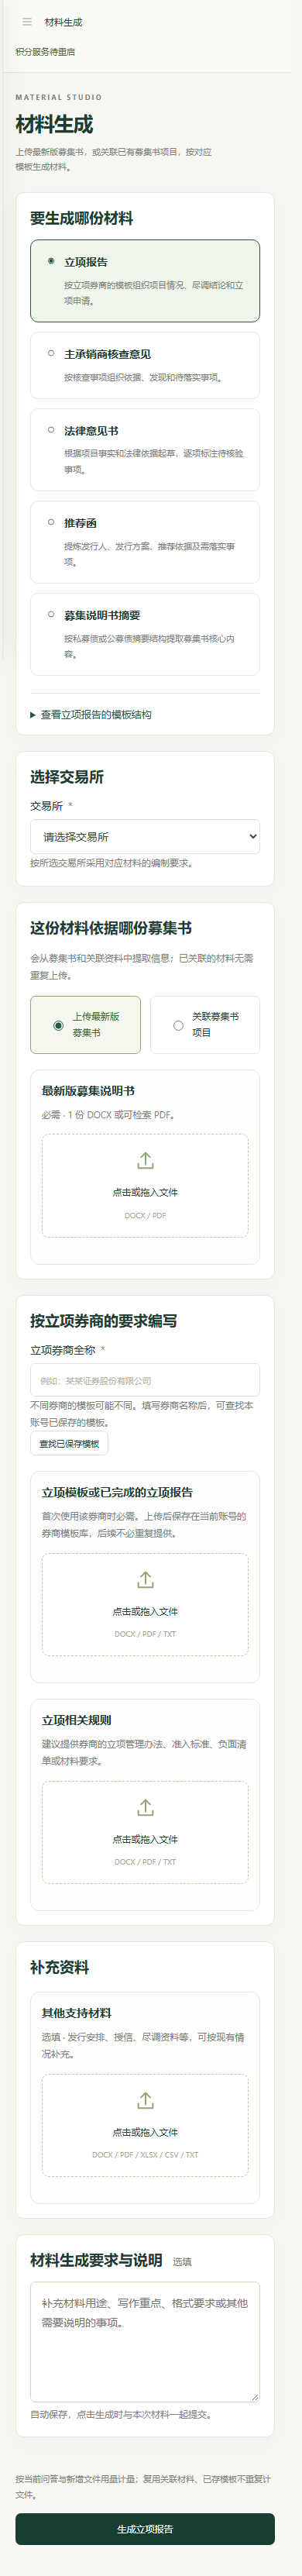 材料生成
积分服务待重启
MATERIAL STUDIO
材料生成
上传最新版募集书，或关联已有募集书项目，按对应
模板生成材料。
要生成哪份材料
立项报告
按立项券商的模板组织项目情况、尽调结论和立
项申请。
主承销商核查意见
按核查事项组织依据、发现和待落实事项。
法律意见书
根据项目事实和法律依据起草，逐项标注待核验
事项。
推荐函
提炼发行人、发行方案、推荐依据及需落实事
项。
募集说明书摘要
按私募债或公募债摘要结构提取募集书核心内
容。
查看立项报告的模板结构
选择交易所
交易所 *
请选择交易所
按所选交易所采用对应材料的编制要求。
这份材料依据哪份募集书
会从募集书和关联资料中提取信息；已关联的材料无需
重复上传。
上传最新版
募集书
关联募集书
项目
最新版募集说明书
必需 · 1 份 DOCX 或可检索 PDF。
点击或拖入文件
DOCX / PDF
按立项券商的要求编写
立项券商全称 *
例如：某某证券股份有限公司
不同券商的模板可能不同。填写券商名称后，可查找本
账号已保存的模板。
查找已保存模板
立项模板或已完成的立项报告
首次使用该券商时必需。上传后保存在当前账号的
券商模板库，后续不必重复提供。
点击或拖入文件
DOCX / PDF / TXT
立项相关规则
建议提供券商的立项管理办法、准入标准、负面清
单或材料要求。
点击或拖入文件
DOCX / PDF / TXT
补充资料
其他支持材料
选填 · 发行安排、授信、尽调资料等，可按现有情
况补充。
点击或拖入文件
DOCX / PDF / XLSX / CSV / TXT
材料生成要求与说明 选填
补充材料用途、写作重点、格式要求或其他
需要说明的事项。
自动保存，点击生成时与本次材料一起提交。
按当前问答与新增文件用量计量；复用关联材料、已存模板不重复计
文件。
生成立项报告